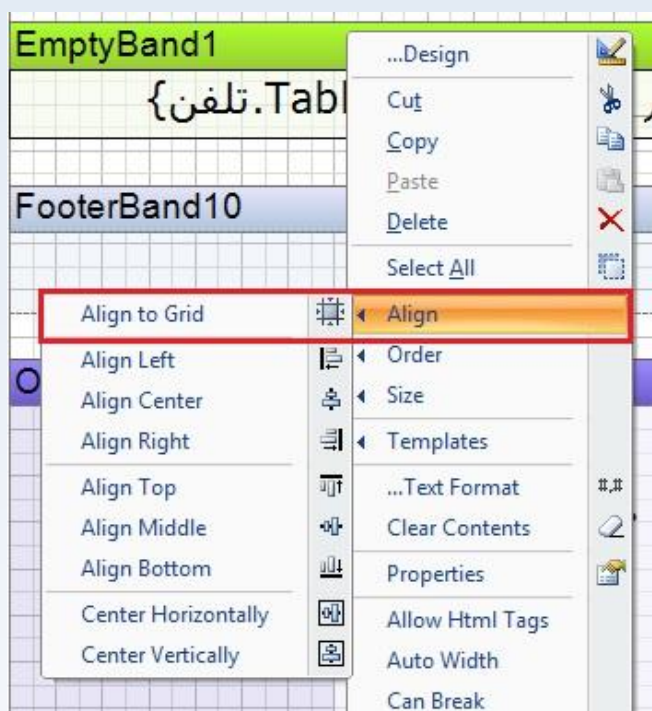 EmptyBand1
{تلفن.Tabl
FooterBand10
O
...Design
Cut
Copy
Paste
Delete
Select All
Align
Order
Size
Templates
...Text Format
#,#
Clear Contents
Properties
Allow Html Tags
Auto Width
Can Break
Align to Grid
Align Left
Align Center
Align Right
Align Top
Align Middle
Align Bottom
Center Horizontally
Center Vertically